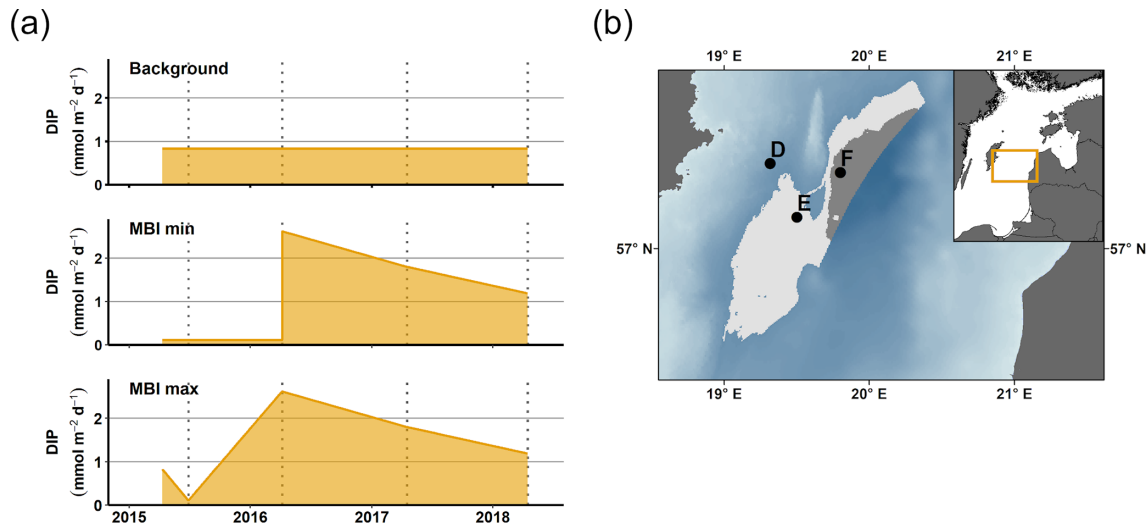 (a)
Background
DIP
(mmol m⁻² d⁻¹)
2
1
0
MBI min
DIP
(mmol m⁻² d⁻¹)
2
1
0
MBI max
DIP
(mmol m⁻² d⁻¹)
2
1
0
2015 2016 2017 2018
(b)
19° E 20° E 21° E
D
F
E
57° N 57° N
19° E 20° E 21° E